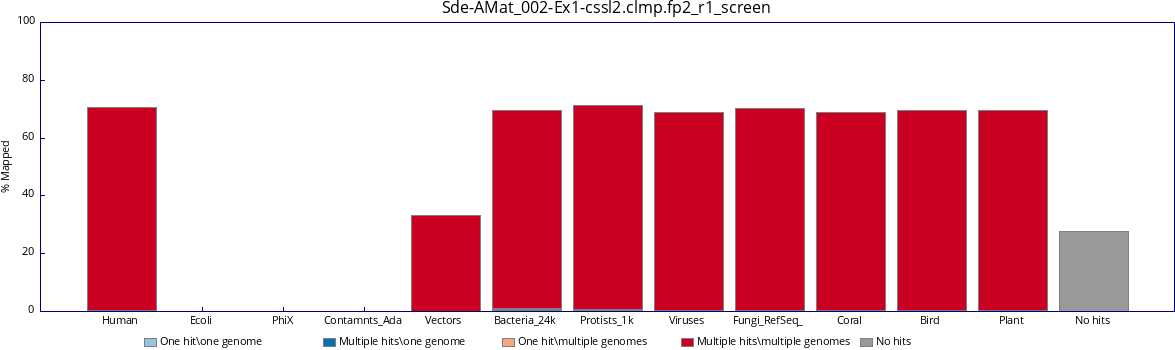 Sde-AMat_002-Ex1-cssl2.clmp.fp2_r1_screen
100
80
60
40
20
0
% Mapped
Human Ecoli PhiX Contamnts_Ada Vectors Bacteria_24k Protists_1k Viruses Fungi_RefSeq_ Coral Bird Plant No hits
One hit\one genome Multiple hits\one genome One hit\multiple genomes Multiple hits\multiple genomes No hits